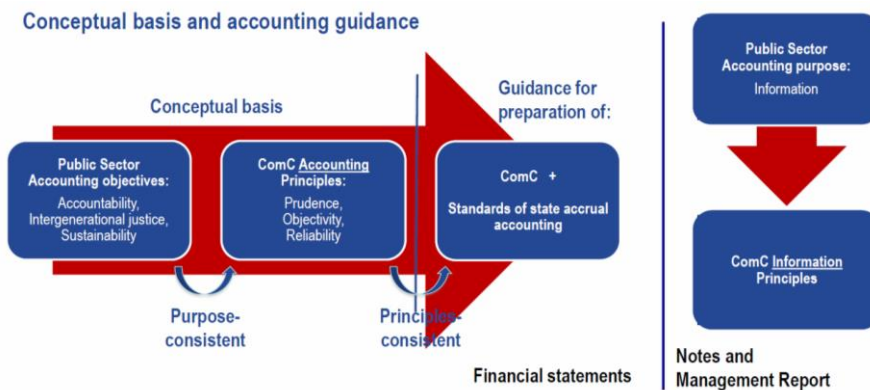 Conceptual basis and accounting guidance
Conceptual basis
Guidance for
preparation of:
Public Sector
Accounting objectives:
Accountability,
Intergenerational justice,
Sustainability
ComC Accounting
Principles:
Prudence,
Objectivity,
Reliability
ComC +
Standards of state accrual
accounting
Purpose-
consistent
Principles-
consistent
Financial statements
Public Sector
Accounting purpose:
Information
ComC Information
Principles
Notes and
Management Report